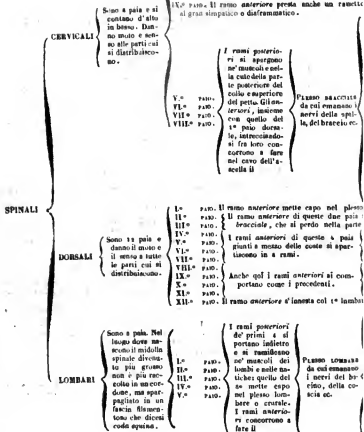 IV.º PAIO. Il ramo anteriore presta anche un rametto
al gran simpatico o diaframmatico.
CERVICALI
Sono 8 paia e si
contano d'alto
in basso. Dan-
no moto e sen-
so alle parti cui
si distribuisco-
no.
V.º PAIO.
VI.º PAIO.
VII.º PAIO.
VIII.º PAIO.
I rami posterio-
ri si spargono
ne' muscoli e nel-
la cute della par-
te posteriore del
collo e superiore
del petto. Gli an-
teriori, insieme
con quello del
1º paio dorsa-
le, intrecciando-
si fra loro con-
corrono a fare
nel cavo dell'a-
scella il
PLESSO BRACCIALE
da cui emanano i
nervi della spal-
la, del braccio ec.
SPINALI
DORSALI
Sono 12 paia e
danno il moto e
il senso a tutte
le parti cui si
distribuiscono.
I.º PAIO. Il ramo anteriore mette capo nel plesso
II.º PAIO. Il ramo anteriore di queste due paia
III.º PAIO. bracciale, che si perdono nella parte
IV.º PAIO.
V.º PAIO.
VI.º PAIO.
VII.º PAIO.
VIII.º PAIO.
I rami anteriori di queste 5 paia
giunti a mezzo delle coste si spar-
tiscono in 2 rami.
IX.º PAIO.
X.º PAIO.
XI.º PAIO.
Anche qui i rami anteriori si com-
portano come i precedenti.
XII.º PAIO. Il ramo anteriore s'innesta col 1º lombar
LOMBARI
Sono 5 paia. Nel
luogo dove na-
scono il midollo
spinale divenu-
to più grosso
non è più rac-
colto in un cor-
done, ma spar-
pagliato in un
fascio filamen-
toso che dicesi
coda equina.
I.º PAIO.
II.º PAIO.
III.º PAIO.
IV.º PAIO.
V.º PAIO.
I rami posteriori
de' primi 4 si
portano indietro
e si ramificano
ne' muscoli dei
lombi e nelle na-
tiche; quello del
5º mette capo
nel plesso lom-
bare o crurale.
I rami anterio-
ri concorrono a
fare il
PLESSO LOMBARE
da cui emanano
i nervi del ba-
cino, della co-
scia ec.